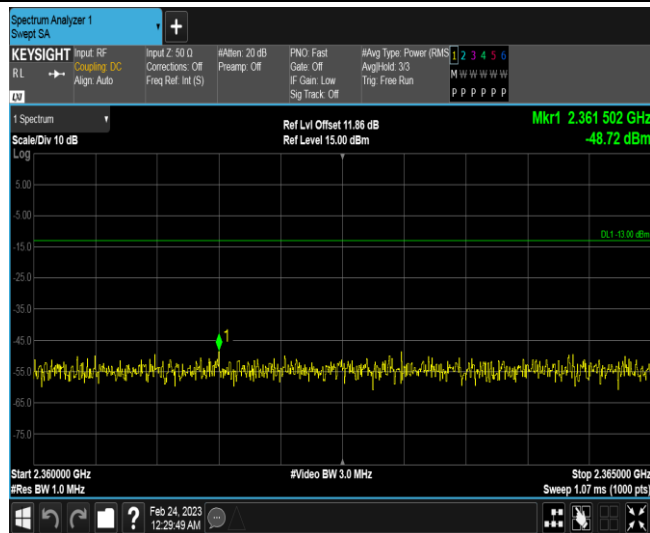 Spectrum Analyzer 1
Swept SA
+
KEYSIGHT
RL
LXI
Input: RF
Coupling: DC
Align: Auto
Input Z: 50 Ω
Corrections: Off
Freq Ref: Int (S)
#Atten: 20 dB
Preamp: Off
PNO: Fast
Gate: Off
IF Gain: Low
Sig Track: Off
#Avg Type: Power (RMS
Avg|Hold: 3/3
Trig: Free Run
1 2 3 4 5 6
M W W W W W
P P P P P P
1 Spectrum
Scale/Div 10 dB
Log
Ref Lvl Offset 11.86 dB
Ref Level 15.00 dBm
Mkr1 2.361 502 GHz
-48.72 dBm
5.00
-5.00
DL1 -13.00 dBm
-15.0
-25.0
-35.0
1
-45.0
-55.0
-65.0
-75.0
Start 2.360000 GHz
#Res BW 1.0 MHz
#Video BW 3.0 MHz
Stop 2.365000 GHz
Sweep 1.07 ms (1000 pts)
?
Feb 24, 2023
12:29:49 AM